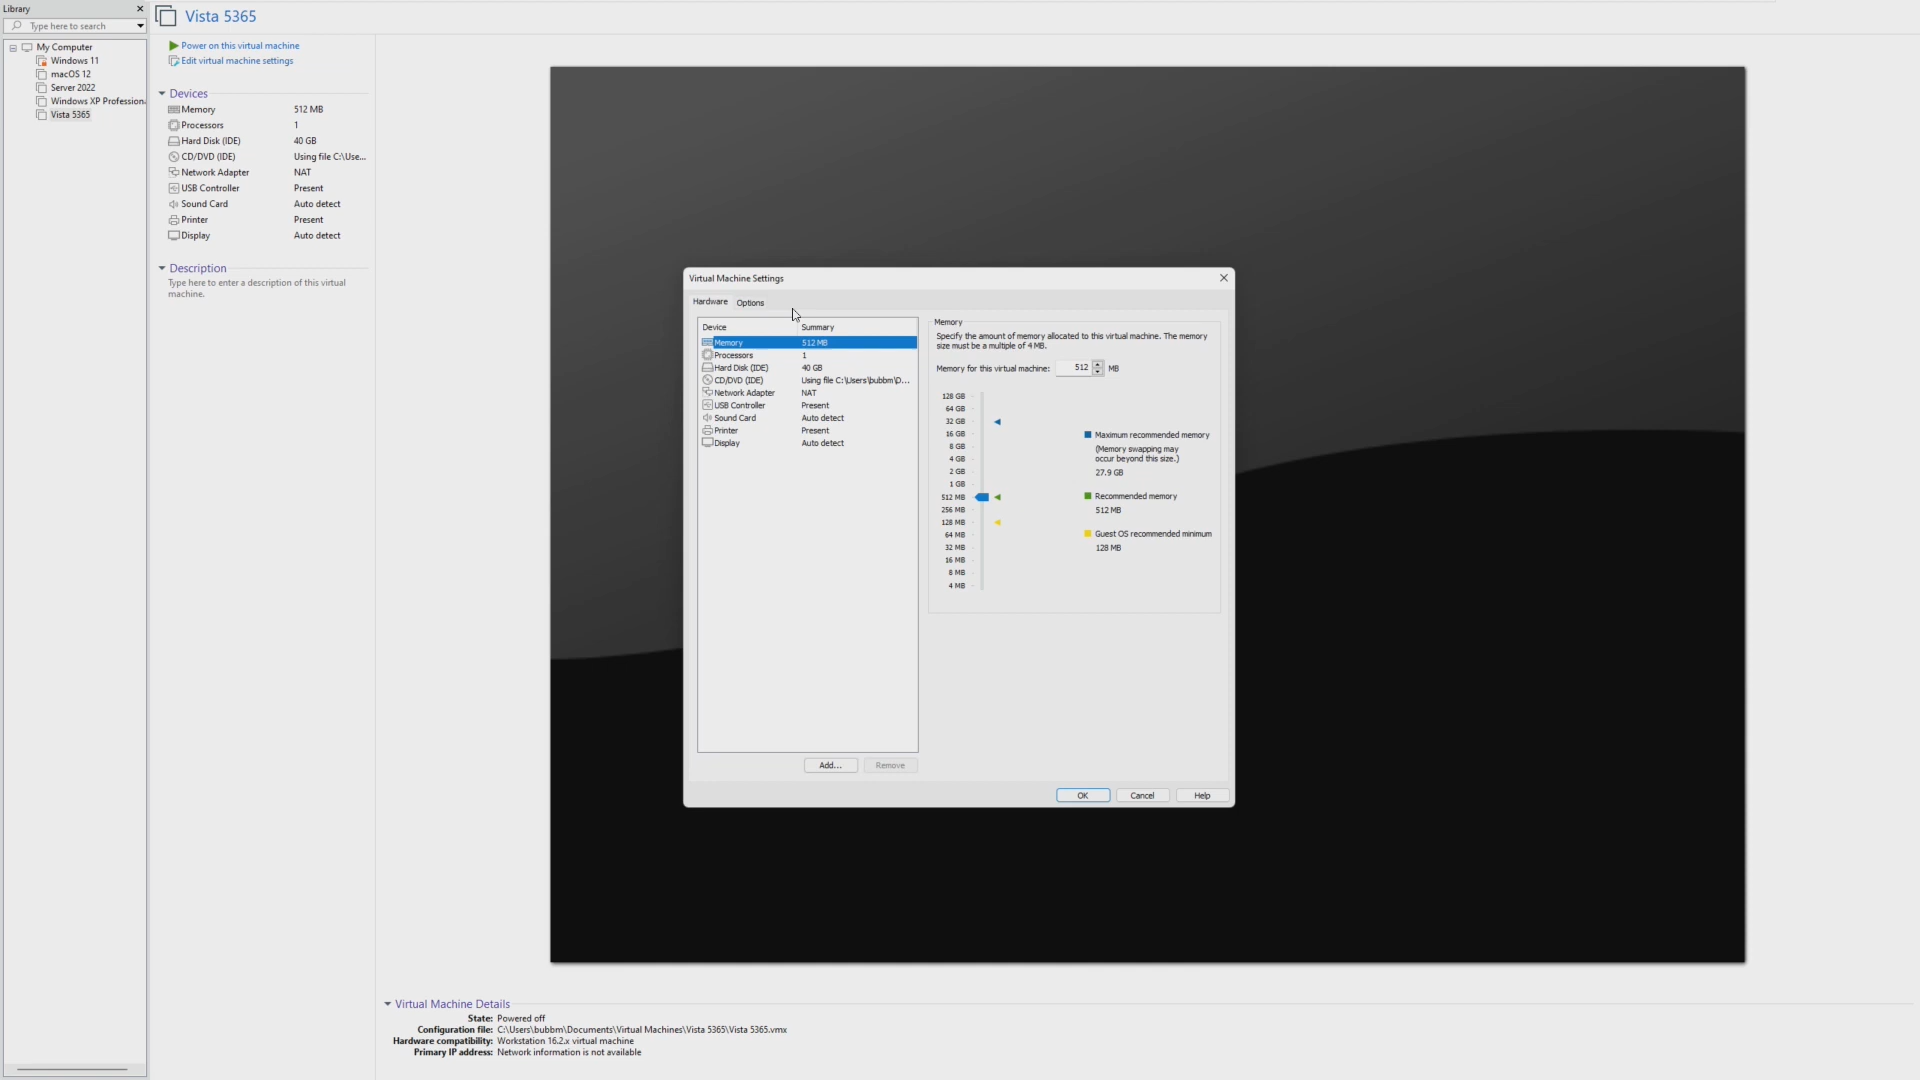 Library
Type here to search
My Computer
Windows 11
macOS 12
Server 2022
Windows XP Profession
Vista 5365
Vista 5365
Power on this virtual machine
Edit virtual machine settings
Devices
Memory 512 MB
Processors 1
Hard Disk (IDE) 40 GB
CD/DVD (IDE) Using file C:\Use...
Network Adapter NAT
USB Controller Present
Sound Card Auto detect
Printer Present
Display Auto detect
Description
Type here to enter a description of this virtual
machine.
Virtual Machine Settings
Hardware Options
Device Summary
Memory 512 MB
Processors 1
Hard Disk (IDE) 40 GB
CD/DVD (IDE) Using file C:\Users\bubbm\D...
Network Adapter NAT
USB Controller Present
Sound Card Auto detect
Printer Present
Display Auto detect
Add... Remove
Memory
Specify the amount of memory allocated to this virtual machine. The memory
size must be a multiple of 4 MB.
Memory for this virtual machine: 512 MB
128 GB
64 GB
32 GB
16 GB
8 GB
4 GB
2 GB
1 GB
512 MB
256 MB
128 MB
64 MB
32 MB
16 MB
8 MB
4 MB
Maximum recommended memory
(Memory swapping may
occur beyond this size.)
27.9 GB
Recommended memory
512 MB
Guest OS recommended minimum
128 MB
OK Cancel Help
Virtual Machine Details
State: Powered off
Configuration file: C:\Users\bubbm\Documents\Virtual Machines\Vista 5365\Vista 5365.vmx
Hardware compatibility: Workstation 16.2.x virtual machine
Primary IP address: Network information is not available